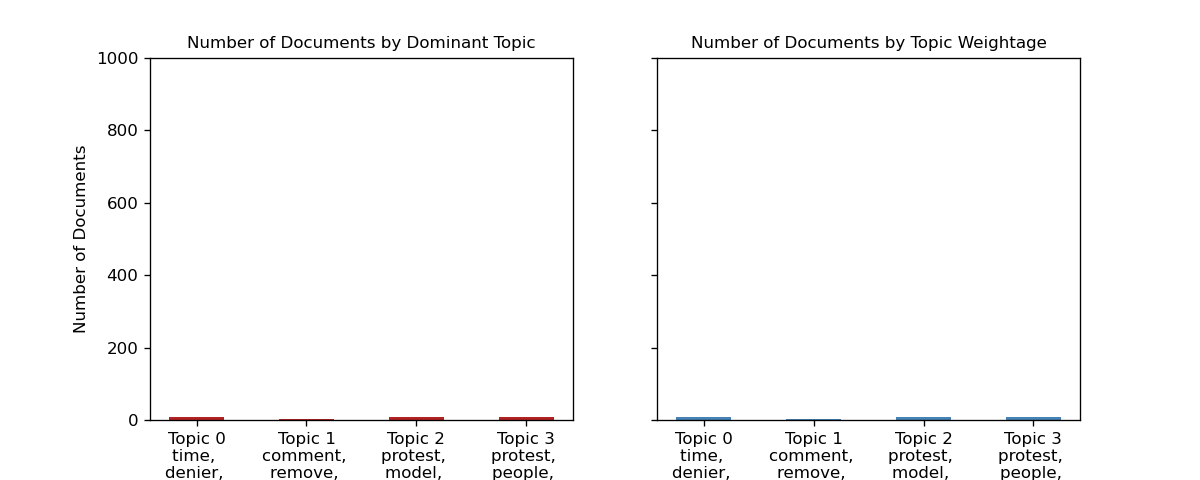 Number of Documents by Dominant Topic
Number of Documents
1000
800
600
400
200
0
Topic 0
time,
denier,
Topic 1
comment,
remove,
Topic 2
protest,
model,
Topic 3
protest,
people,
Number of Documents by Topic Weightage
Topic 0
time,
denier,
Topic 1
comment,
remove,
Topic 2
protest,
model,
Topic 3
protest,
people,